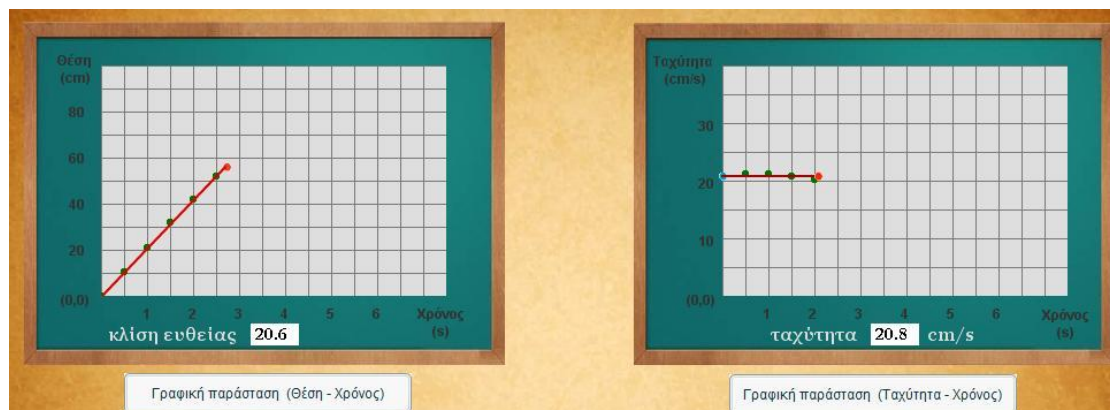 Θέση
(cm)
80
60
40
20
(0,0)
1 2 3 4 5 6 Χρόνος
(s)
κλίση ευθείας 20.6
Γραφική παράσταση (Θέση - Χρόνος)
Ταχύτητα
(cm/s)
30
20
10
(0,0)
1 2 3 4 5 6 Χρόνος
(s)
ταχύτητα 20.8 cm/s
Γραφική παράσταση (Ταχύτητα - Χρόνος)